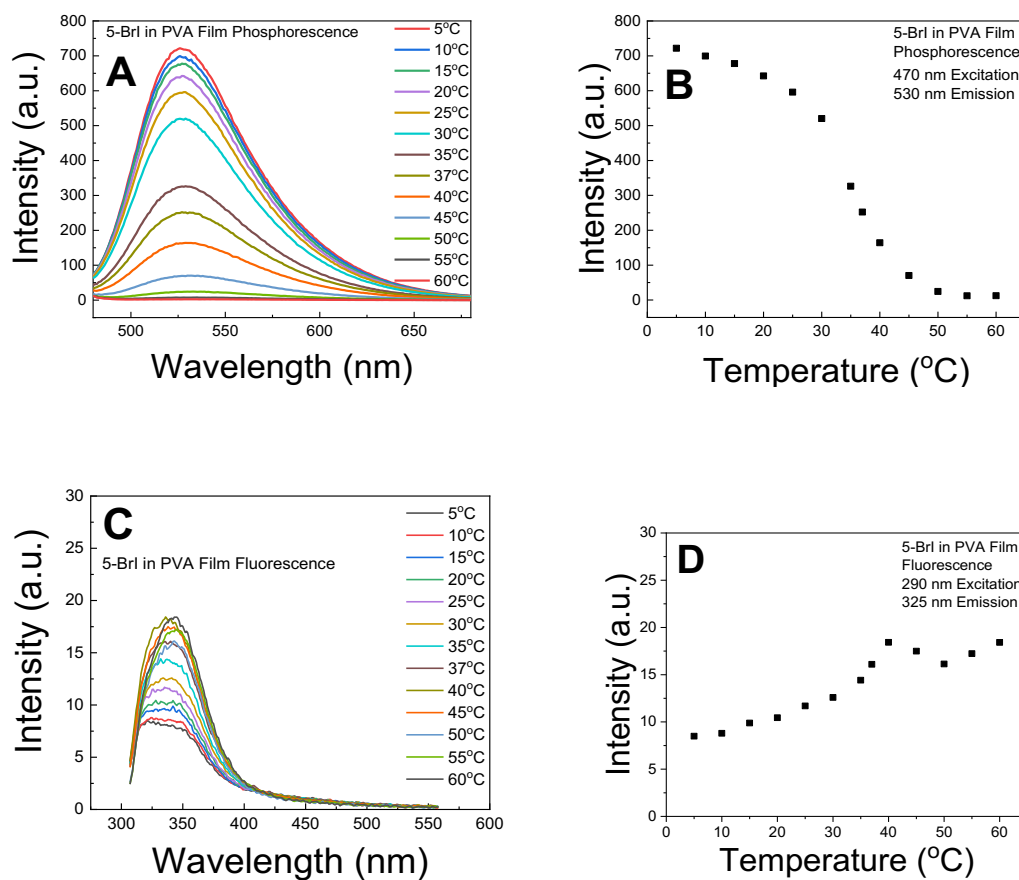 5-BrI in PVA Film Phosphorescence
A
800
700
600
500
400
300
200
100
0
Intensity (a.u.)
500
550
600
650
Wavelength (nm)
5ºC
10ºC
15ºC
20ºC
25ºC
30ºC
35ºC
37ºC
40ºC
45ºC
50ºC
55ºC
60ºC
B
5-BrI in PVA Film
Phosphorescence
470 nm Excitation
530 nm Emission
800
700
600
500
400
300
200
100
0
Intensity (a.u.)
0
10
20
30
40
50
60
Temperature (ºC)
C
5-BrI in PVA Film Fluorescence
30
25
20
15
10
5
0
Intensity (a.u.)
300
350
400
450
500
550
600
Wavelength (nm)
5ºC
10ºC
15ºC
20ºC
25ºC
30ºC
35ºC
37ºC
40ºC
45ºC
50ºC
55ºC
60ºC
D
5-BrI in PVA Film
Fluorescence
290 nm Excitation
325 nm Emission
30
25
20
15
10
5
0
Intensity (a.u.)
0
10
20
30
40
50
60
Temperature (ºC)